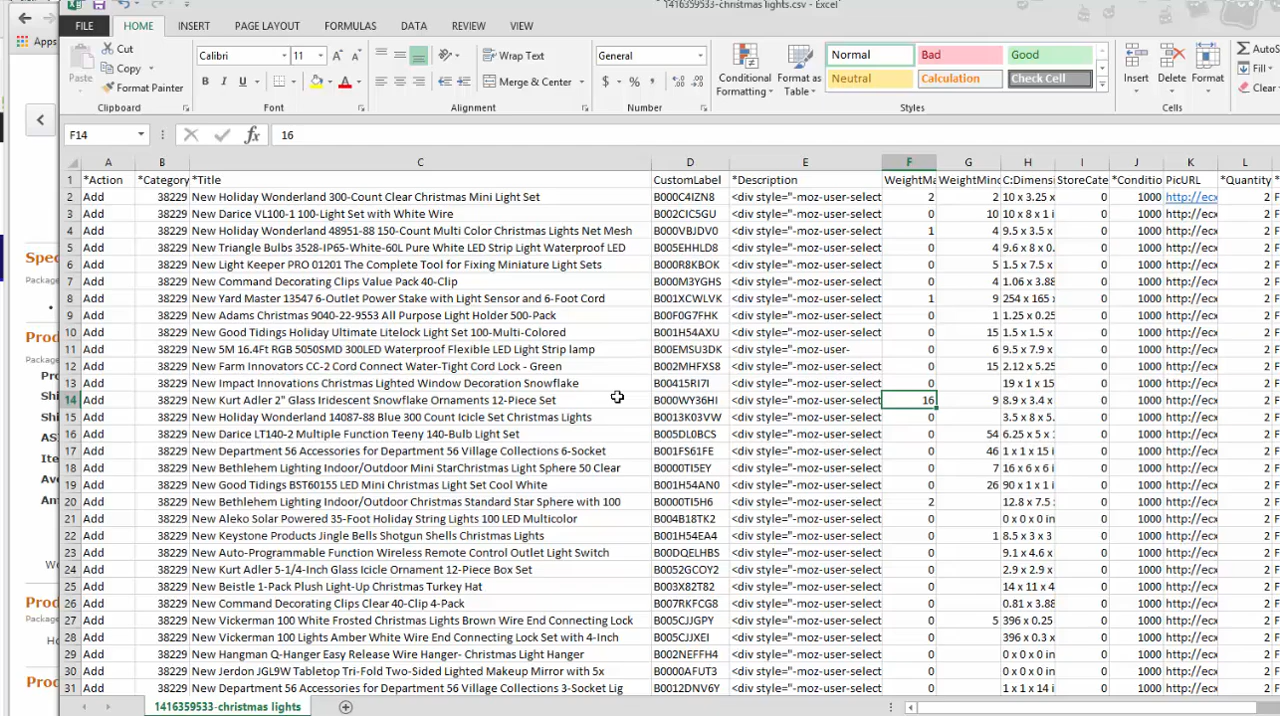 1416359533-christmas lights.csv - Excel
Apps
FILE HOME INSERT PAGE LAYOUT FORMULAS DATA REVIEW VIEW
Paste Cut Copy Format Painter Clipboard
Calibri 11 A A B I U A Font
Wrap Text Merge & Center Alignment
General $ % , Number
Conditional Formatting Format as Table
Normal Bad Good
Neutral Calculation Check Cell
Styles
Insert Delete Format Cells
Fill Clear
F14 fx 16
A B C D E F G H I J K L
1 *Action *Category *Title CustomLabel *Description WeightMa WeightMino C:Dimens StoreCate *Conditio PicURL *Quantity
2 Add 38229 New Holiday Wonderland 300-Count Clear Christmas Mini Light Set B000C4IZN8 <div style="-moz-user-select 2 2 10 x 3.25 x 0 1000 http://ecx 2 F
3 Add 38229 New Darice VL100-1 100-Light Set with White Wire B002CIC5GU <div style="-moz-user-select 0 10 10 x 8 x 1 i 0 1000 http://ecx 2 F
4 Add 38229 New Holiday Wonderland 48951-88 150-Count Multi Color Christmas Lights Net Mesh B000VBJDV0 <div style="-moz-user-select 1 4 9.5 x 3.5 x 0 1000 http://ecx 2 F
5 Add 38229 New Triangle Bulbs 3528-IP65-White-60L Pure White LED Strip Light Waterproof LED B005EHHLD8 <div style="-moz-user-select 0 4 9.6 x 8 x 0. 0 1000 http://ecx 2 F
6 Add 38229 New Light Keeper PRO 01201 The Complete Tool for Fixing Miniature Light Sets B000R8KBOK <div style="-moz-user-select 0 5 1.5 x 7.5 x 0 1000 http://ecx 2 F
7 Add 38229 New Command Decorating Clips Value Pack 40-Clip B000M3YGHS <div style="-moz-user-select 0 4 1.06 x 3.88 0 1000 http://ecx 2 F
8 Add 38229 New Yard Master 13547 6-Outlet Power Stake with Light Sensor and 6-Foot Cord B001XCWLVK <div style="-moz-user-select 1 9 254 x 165 x 0 1000 http://ecx 2 F
9 Add 38229 New Adams Christmas 9040-22-9553 All Purpose Light Holder 500-Pack B00F0G7FHK <div style="-moz-user-select 0 1 1.25 x 0.25 0 1000 http://ecx 2 F
10 Add 38229 New Good Tidings Holiday Ultimate Litelock Light Set 100-Multi-Colored B001H54AXU <div style="-moz-user-select 0 15 1.5 x 1.5 x 0 1000 http://ecx 2 F
11 Add 38229 New 5M 16.4Ft RGB 5050SMD 300LED Waterproof Flexible LED Light Strip lamp B00EMSU3DK <div style="-moz-user- 0 6 9.5 x 7.9 x 0 1000 http://ecx 2 F
12 Add 38229 New Farm Innovators CC-2 Cord Connect Water-Tight Cord Lock - Green B002MHFXS8 <div style="-moz-user-select 0 15 2.12 x 5.75 0 1000 http://ecx 2 F
13 Add 38229 New Impact Innovations Christmas Lighted Window Decoration Snowflake B00415RI7I <div style="-moz-user-select 0 19 x 1 x 15 0 1000 http://ecx 2 F
14 Add 38229 New Kurt Adler 2" Glass Iridescent Snowflake Ornaments 12-Piece Set B000WY36HI <div style="-moz-user-select 16 9 8.9 x 3.4 x 0 1000 http://ecx 2 F
15 Add 38229 New Holiday Wonderland 14087-88 Blue 300 Count Icicle Set Christmas Lights B0013K03VW <div style="-moz-user-select 0 3.5 x 8 x 5. 0 1000 http://ecx 2 F
16 Add 38229 New Darice LT140-2 Multiple Function Teeny 140-Bulb Light Set B005DL0BCS <div style="-moz-user-select 0 54 6.25 x 5 x 0 1000 http://ecx 2 F
17 Add 38229 New Department 56 Accessories for Department 56 Village Collections 6-Socket B001FS61FE <div style="-moz-user-select 0 46 1 x 1 x 15 i 0 1000 http://ecx 2 F
18 Add 38229 New Bethlehem Lighting Indoor/Outdoor Mini StarChristmas Light Sphere 50 Clear B0000TI5EY <div style="-moz-user-select 0 7 16 x 6 x 6 i 0 1000 http://ecx 2 F
19 Add 38229 New Good Tidings BST60155 LED Mini Christmas Light Set Cool White B001H54AN0 <div style="-moz-user-select 0 26 90 x 1 x 1 i 0 1000 http://ecx 2 F
20 Add 38229 New Bethlehem Lighting Indoor/Outdoor Christmas Standard Star Sphere with 100 B0000TI5H6 <div style="-moz-user-select 2 12.8 x 7.5 0 1000 http://ecx 2 F
21 Add 38229 New Aleko Solar Powered 35-Foot Holiday String Lights 100 LED Multicolor B004B18TK2 <div style="-moz-user-select 0 0 x 0 x 0 in 0 1000 http://ecx 2 F
22 Add 38229 New Keystone Products Jingle Bells Shotgun Shells Christmas Lights B001H54EA4 <div style="-moz-user-select 0 1 8.5 x 3 x 3 0 1000 http://ecx 2 F
23 Add 38229 New Auto-Programmable Function Wireless Remote Control Outlet Light Switch B00DQELHBS <div style="-moz-user-select 0 9.1 x 4.6 x 0 1000 http://ecx 2 F
24 Add 38229 New Kurt Adler 5-1/4-Inch Glass Icicle Ornament 12-Piece Box Set B0052GCOY2 <div style="-moz-user-select 0 2.9 x 2.9 x 0 1000 http://ecx 2 F
25 Add 38229 New Beistle 1-Pack Plush Light-Up Christmas Turkey Hat B003X82T82 <div style="-moz-user-select 0 14 x 11 x 4 0 1000 http://ecx 2 F
26 Add 38229 New Command Decorating Clips Clear 40-Clip 4-Pack B007RKFCG8 <div style="-moz-user-select 0 0.81 x 3.88 0 1000 http://ecx 2 F
27 Add 38229 New Vickerman 100 White Frosted Christmas Lights Brown Wire End Connecting Lock B005CJJGPY <div style="-moz-user-select 0 5 396 x 0.25 0 1000 http://ecx 2 F
28 Add 38229 New Vickerman 100 Lights Amber White Wire End Connecting Lock Set with 4-Inch B005CJJXEI <div style="-moz-user-select 0 396 x 0.3 x 0 1000 http://ecx 2 F
29 Add 38229 New Hangman Q-Hanger Easy Release Wire Hanger- Christmas Light Hanger B002NEFFH4 <div style="-moz-user-select 0 0 x 0 x 0 in 0 1000 http://ecx 2 F
30 Add 38229 New Jerdon JGL9W Tabletop Tri-Fold Two-Sided Lighted Makeup Mirror with 5x B0000AFUT3 <div style="-moz-user-select 0 0 x 0 x 0 in 0 1000 http://ecx 2 F
31 Add 38229 New Department 56 Accessories for Department 56 Village Collections 3-Socket Lig B0012DNV6Y <div style="-moz-user-select 0 1 x 1 x 14 i 0 1000 http://ecx 2 F
1416359533-christmas lights